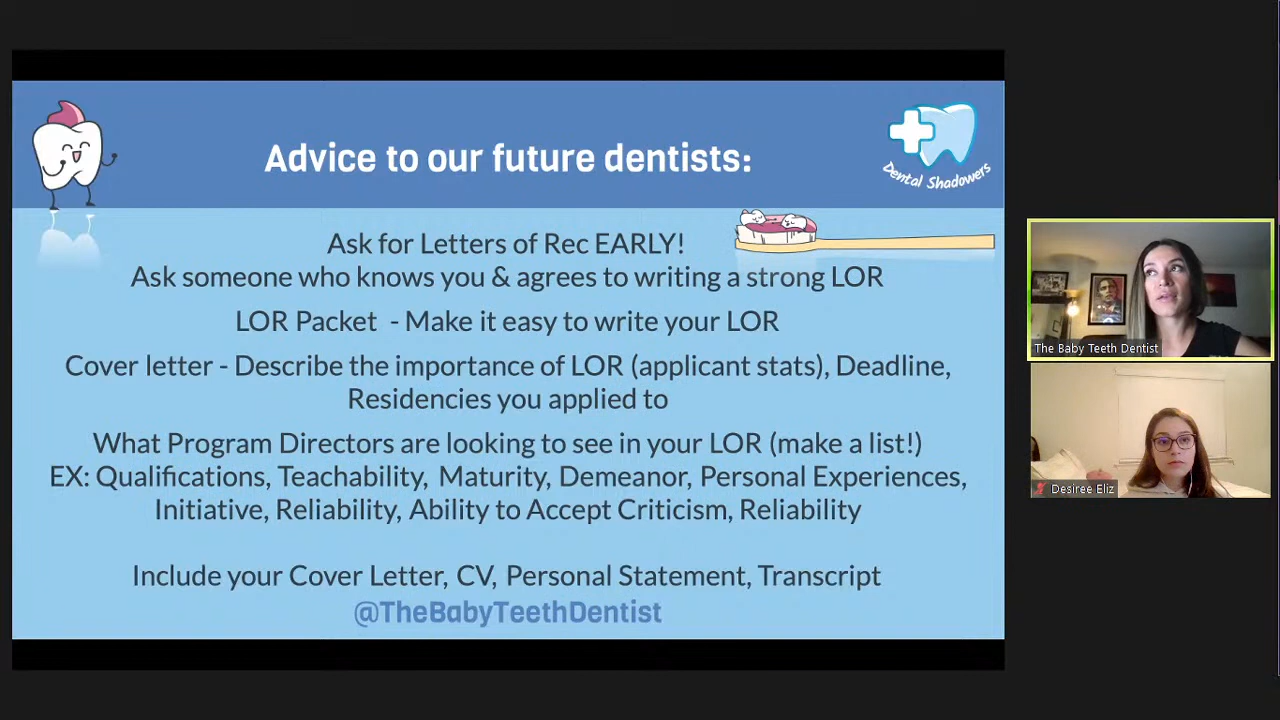 Advice to our future dentists:
Dental Shadowers
Ask for Letters of Rec EARLY!
Ask someone who knows you & agrees to writing a strong LOR
LOR Packet - Make it easy to write your LOR
Cover letter - Describe the importance of LOR (applicant stats), Deadline,
Residencies you applied to
What Program Directors are looking to see in your LOR (make a list!)
EX: Qualifications, Teachability, Maturity, Demeanor, Personal Experiences,
Initiative, Reliability, Ability to Accept Criticism, Reliability
Include your Cover Letter, CV, Personal Statement, Transcript
@TheBabyTeethDentist
The Baby Teeth Dentist
Desiree Eliz